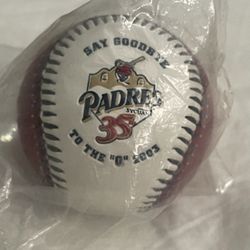 SAY GOODBYE
PADRES
35
TO THE "Q" 2003